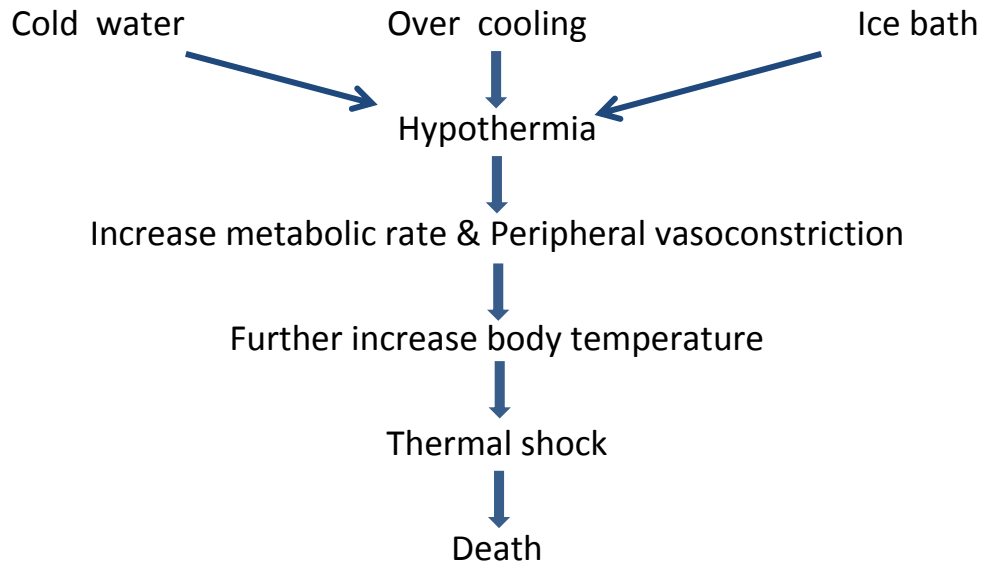 Cold water Over cooling Ice bath
Hypothermia
Increase metabolic rate & Peripheral vasoconstriction
Further increase body temperature
Thermal shock
Death